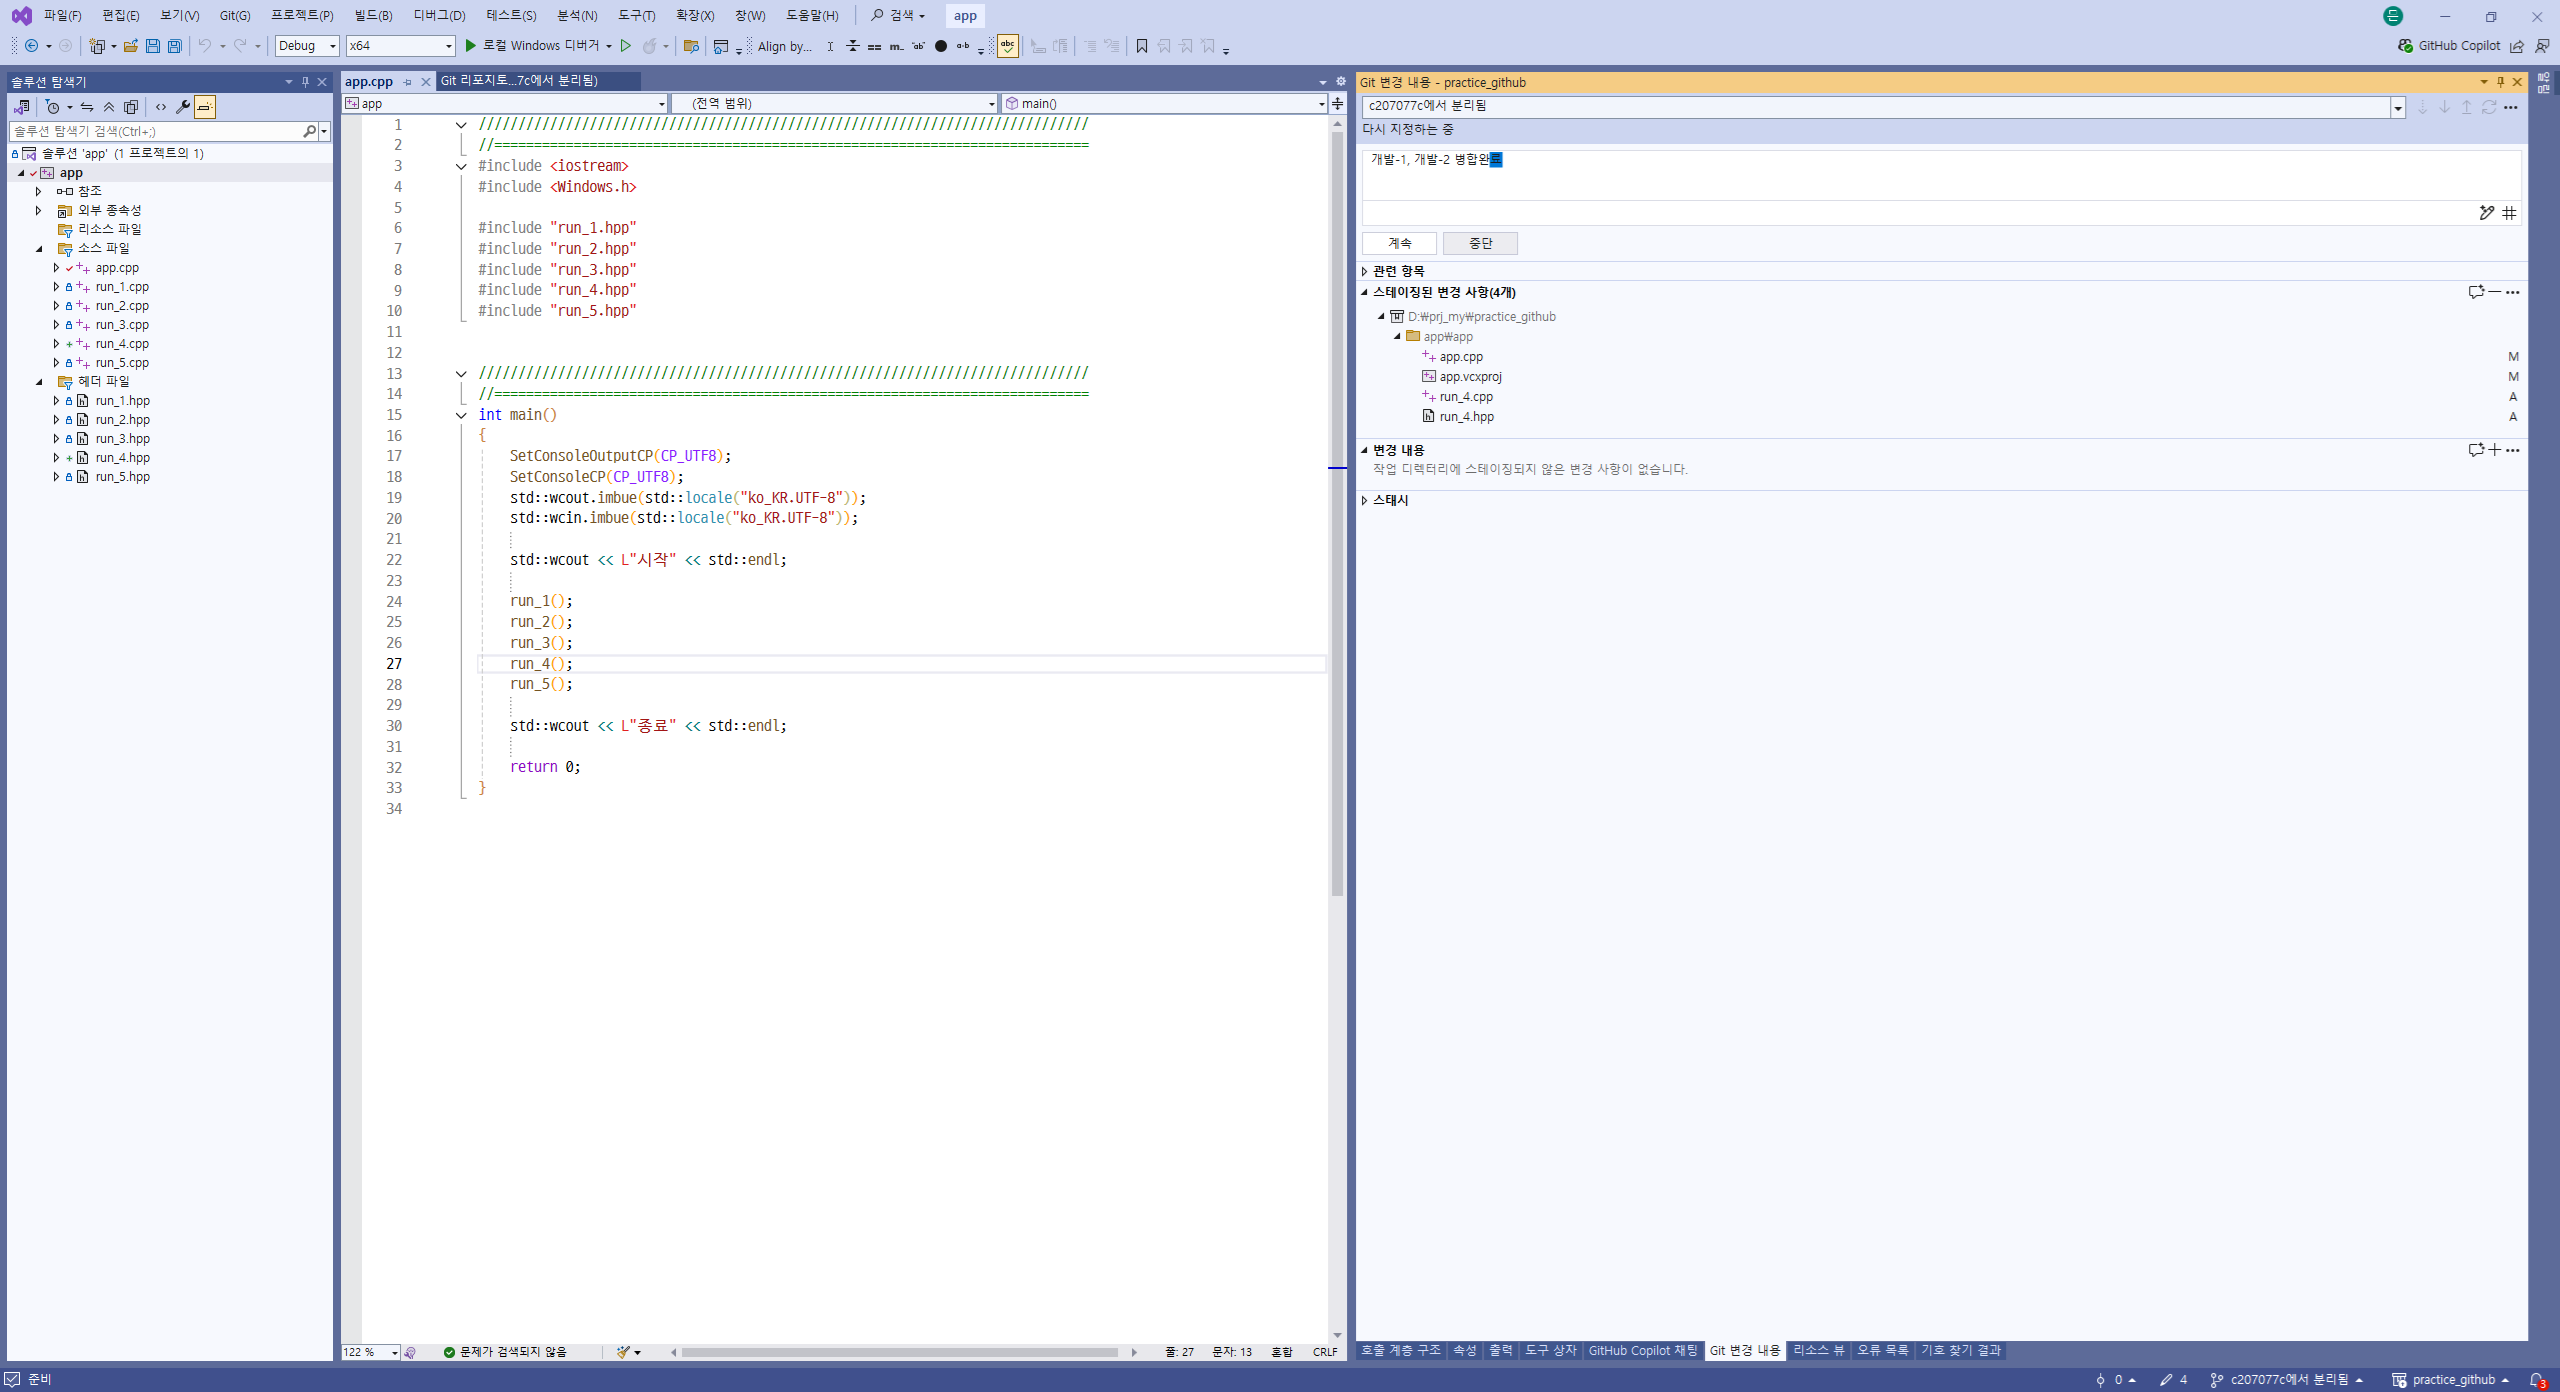 파일(F) 편집(E) 보기(V) Git(G) 프로젝트(P) 빌드(B) 디버그(D) 테스트(S) 분석(N) 도구(T) 확장(X) 창(W) 도움말(H) 검색 app 든
Debug x64 로컬 Windows 디버거 Align by... GitHub Copilot
솔루션 탐색기
솔루션 탐색기 검색(Ctrl+;)
솔루션 'app' (1 프로젝트의 1)
app
참조
외부 종속성
리소스 파일
소스 파일
app.cpp
run_1.cpp
run_2.cpp
run_3.cpp
run_4.cpp
run_5.cpp
헤더 파일
run_1.hpp
run_2.hpp
run_3.hpp
run_4.hpp
run_5.hpp
app.cpp Git 리포지토...7c에서 분리됨)
app (전역 범위) main()
1 /////////////////////////////////////////////////////////////////////////////
2 //===========================================================================
3 #include <iostream>
4 #include <Windows.h>
5
6 #include "run_1.hpp"
7 #include "run_2.hpp"
8 #include "run_3.hpp"
9 #include "run_4.hpp"
10 #include "run_5.hpp"
11
12
13 /////////////////////////////////////////////////////////////////////////////
14 //===========================================================================
15 int main()
16 {
17 SetConsoleOutputCP(CP_UTF8);
18 SetConsoleCP(CP_UTF8);
19 std::wcout.imbue(std::locale("ko_KR.UTF-8"));
20 std::wcin.imbue(std::locale("ko_KR.UTF-8"));
21
22 std::wcout << L"시작" << std::endl;
23
24 run_1();
25 run_2();
26 run_3();
27 run_4();
28 run_5();
29
30 std::wcout << L"종료" << std::endl;
31
32 return 0;
33 }
34
122 % 문제가 검색되지 않음 줄: 27 문자: 13 혼합 CRLF
Git 변경 내용 - practice_github
c207077c에서 분리됨
다시 지정하는 중
개발-1, 개발-2 병합완료
계속 중단
관련 항목
스테이징된 변경 사항(4개)
D:₩prj_my₩practice_github
app₩app
app.cpp M
app.vcxproj M
run_4.cpp A
run_4.hpp A
변경 내용
작업 디렉터리에 스테이징되지 않은 변경 사항이 없습니다.
스태시
호출 계층 구조 속성 출력 도구 상자 GitHub Copilot 채팅 Git 변경 내용 리소스 뷰 오류 목록 기호 찾기 결과
알림
준비 0 4 c207077c에서 분리됨 practice_github 3